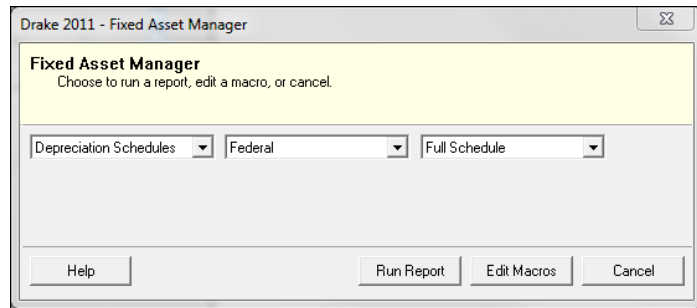 Drake 2011 - Fixed Asset Manager
Fixed Asset Manager
Choose to run a report, edit a macro, or cancel.
Depreciation Schedules Federal Full Schedule
Help Run Report Edit Macros Cancel